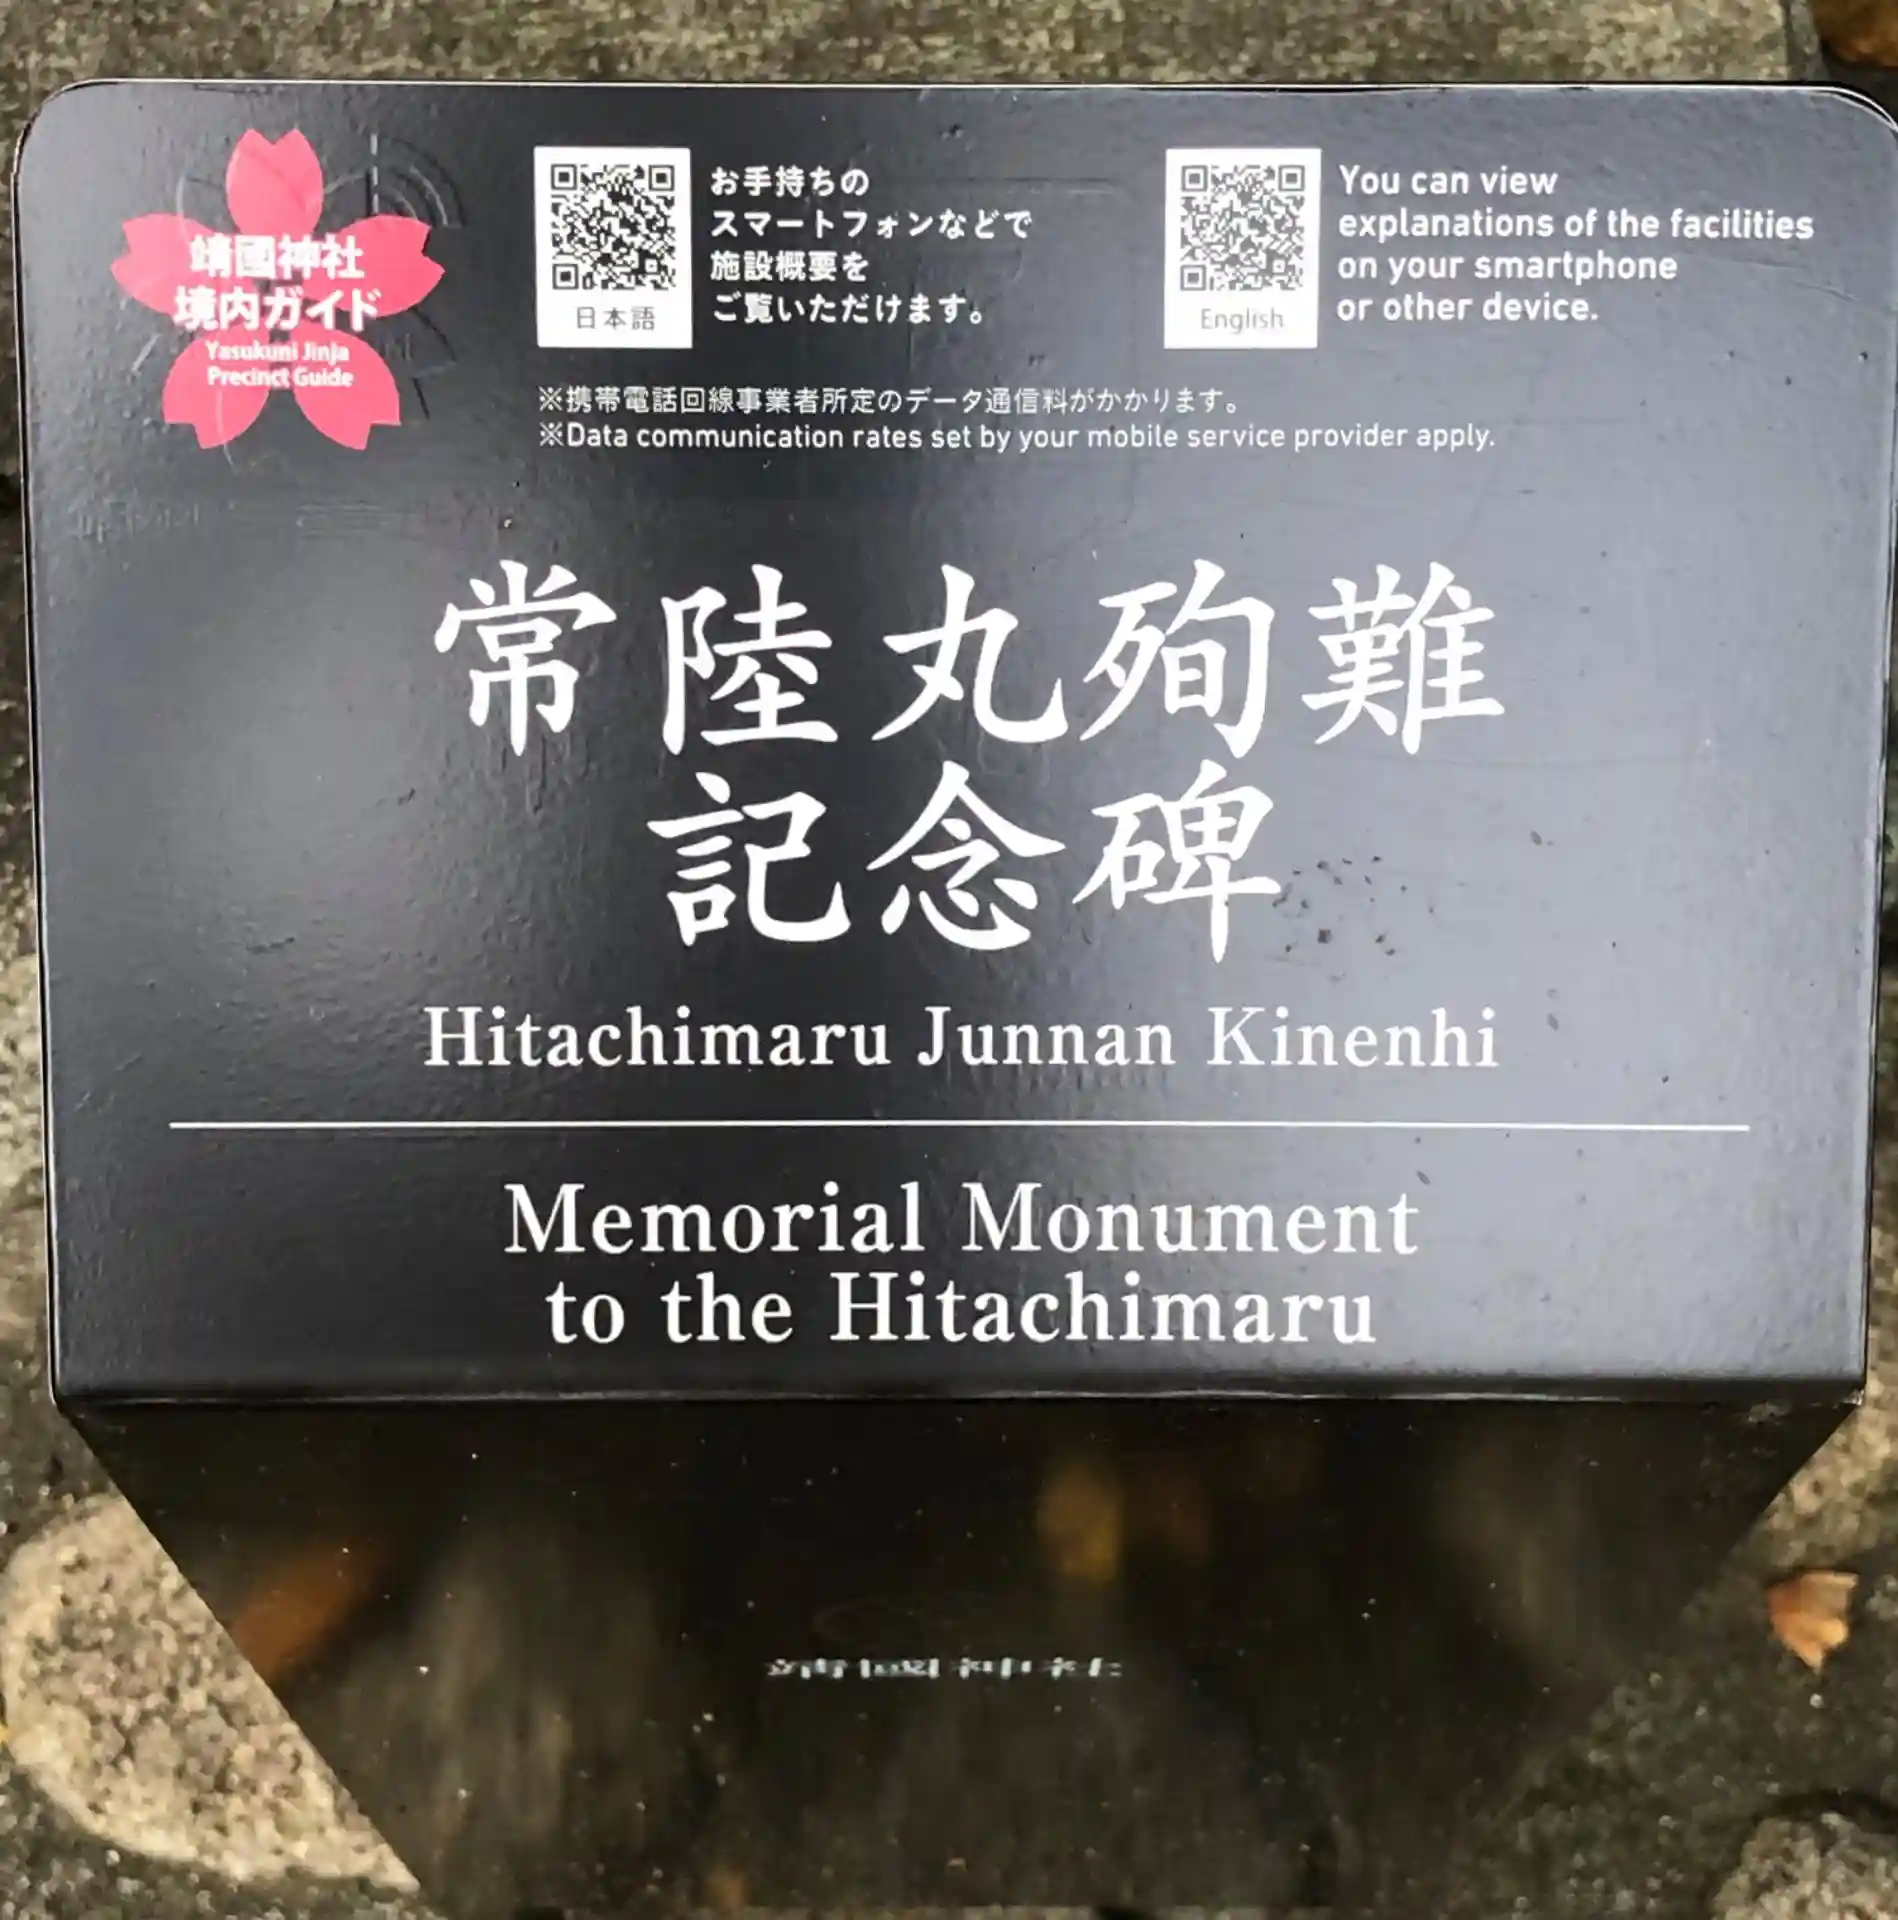 靖國神社
境内ガイド
Yasukuni Jinja
Precinct Guide
日本語
お手持ちの
スマートフォンなどで
施設概要を
ご覧いただけます。
English
You can view
explanations of the facilities
on your smartphone
or other device.
※携帯電話回線事業者所定のデータ通信料がかかります。
※Data communication rates set by your mobile service provider apply.
常陸丸殉難
記念碑
Hitachimaru Junnan Kinenhi
Memorial Monument
to the Hitachimaru